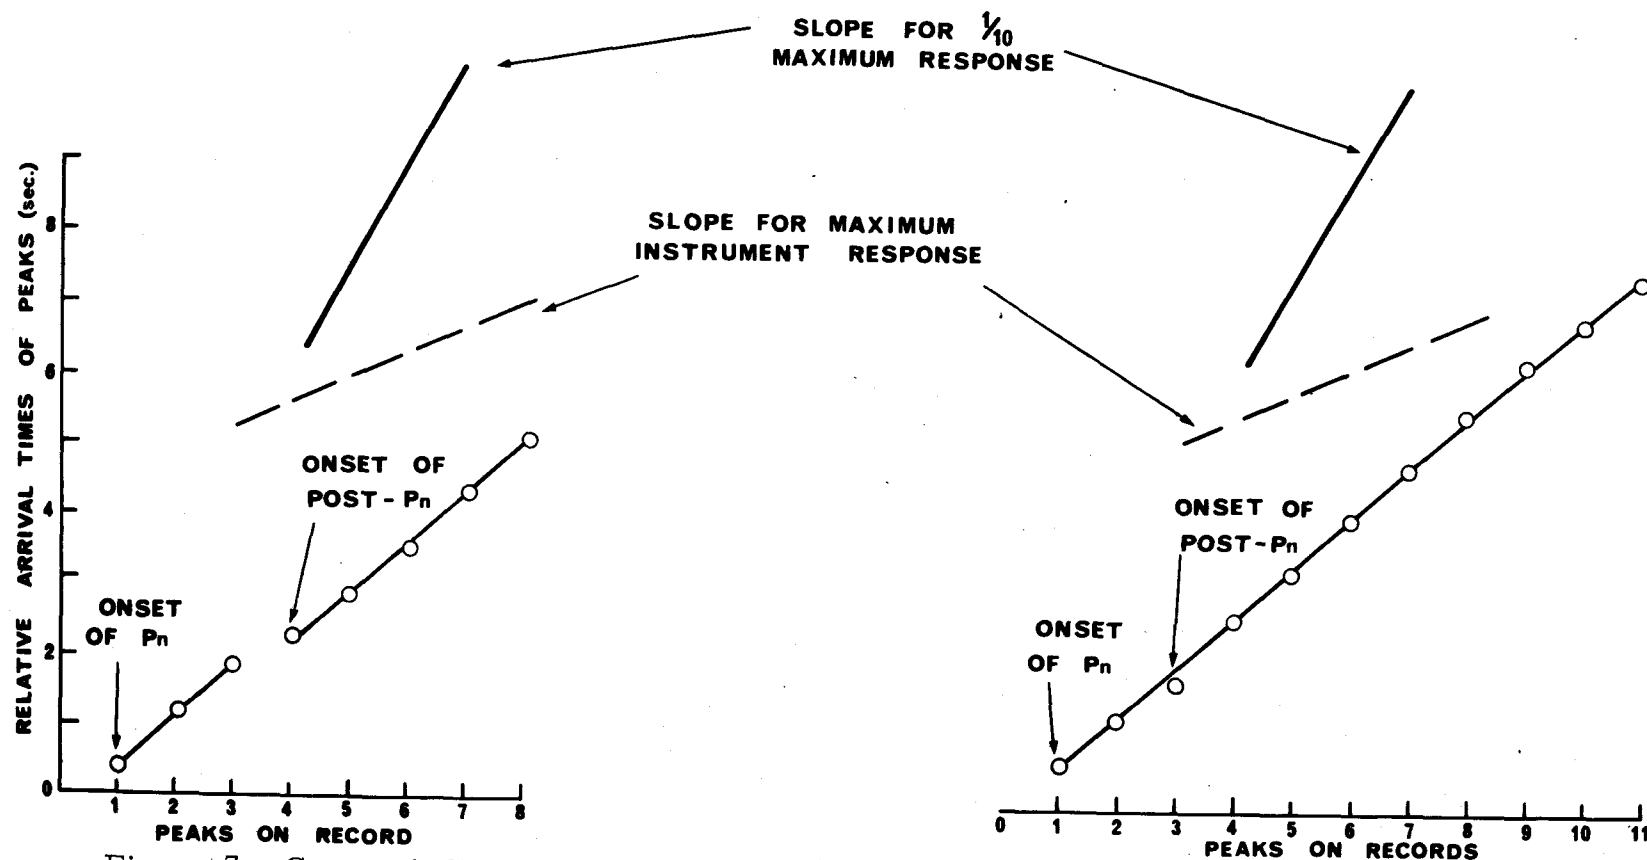 SLOPE FOR 1/10
MAXIMUM RESPONSE
SLOPE FOR MAXIMUM
INSTRUMENT RESPONSE
RELATIVE ARRIVAL TIMES OF PEAKS (sec.)
8
6
4
2
0
ONSET OF
POST-Pn
ONSET
OF Pn
1 2 3 4 5 6 7 8
PEAKS ON RECORD
ONSET OF
POST-Pn
ONSET
OF Pn
0 1 2 3 4 5 6 7 8 9 10 11
PEAKS ON RECORDS